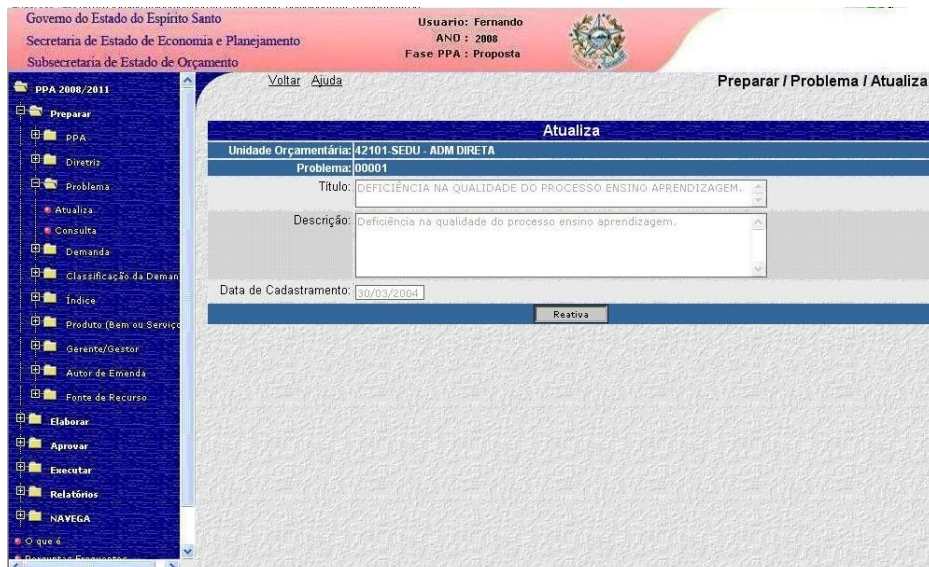 Governo do Estado do Espírito Santo
Secretaria de Estado de Economia e Planejamento
Subsecretaria de Estado de Orçamento
Usuario: Fernando
ANO : 2008
Fase PPA : Proposta
PPA 2008/2011
Preparar
PPA
Diretriz
Problema
Atualiza
Consulta
Demanda
Classificação da Deman
Índice
Produto (Bem ou Serviço
Gerente/Gestor
Autor de Emenda
Fonte de Recurso
Elaborar
Aprovar
Executar
Relatórios
NAVEGA
O que é
Perguntas Frequentes
Voltar Ajuda
Preparar / Problema / Atualiza
Atualiza
Unidade Orçamentária: 42101-SEDU - ADM DIRETA
Problema: 00001
Título: DEFICIÊNCIA NA QUALIDADE DO PROCESSO ENSINO APRENDIZAGEM.
Descrição: Deficiência na qualidade do processo ensino aprendizagem.
Data de Cadastramento: 30/03/2004
Reativa